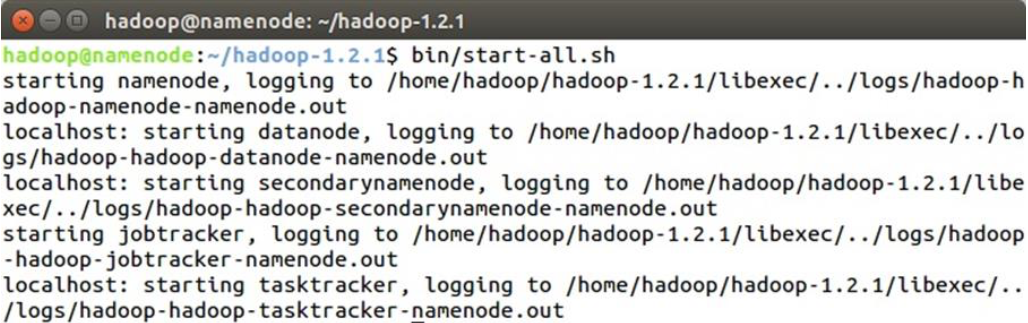 hadoop@namenode: ~/hadoop-1.2.1
hadoop@namenode:~/hadoop-1.2.1$ bin/start-all.sh
starting namenode, logging to /home/hadoop/hadoop-1.2.1/libexec/../logs/hadoop-h
adoop-namenode-namenode.out
localhost: starting datanode, logging to /home/hadoop/hadoop-1.2.1/libexec/../lo
gs/hadoop-hadoop-datanode-namenode.out
localhost: starting secondarynamenode, logging to /home/hadoop/hadoop-1.2.1/libe
xec/../logs/hadoop-hadoop-secondarynamenode-namenode.out
starting jobtracker, logging to /home/hadoop/hadoop-1.2.1/libexec/../logs/hadoop
-hadoop-jobtracker-namenode.out
localhost: starting tasktracker, logging to /home/hadoop/hadoop-1.2.1/libexec/..
/logs/hadoop-hadoop-tasktracker-namenode.out